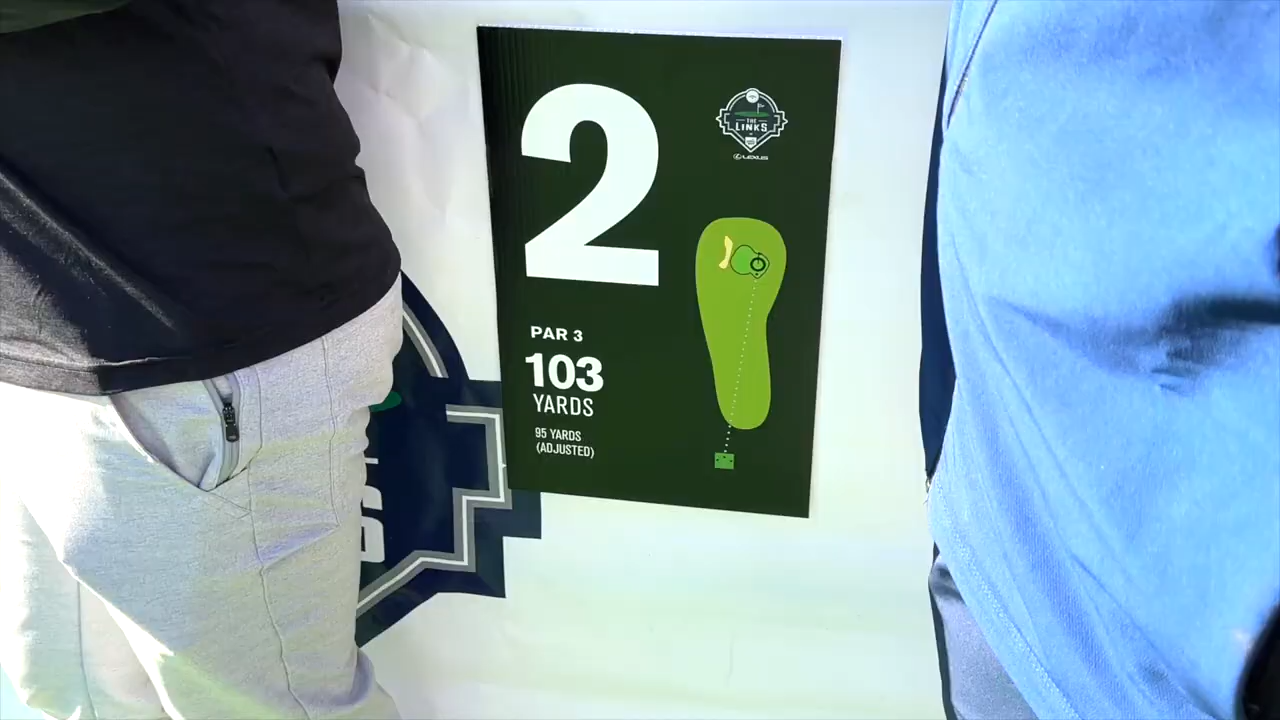 2
THE
LINKS
LEXUS
PAR 3
103
YARDS
95 YARDS
(ADJUSTED)